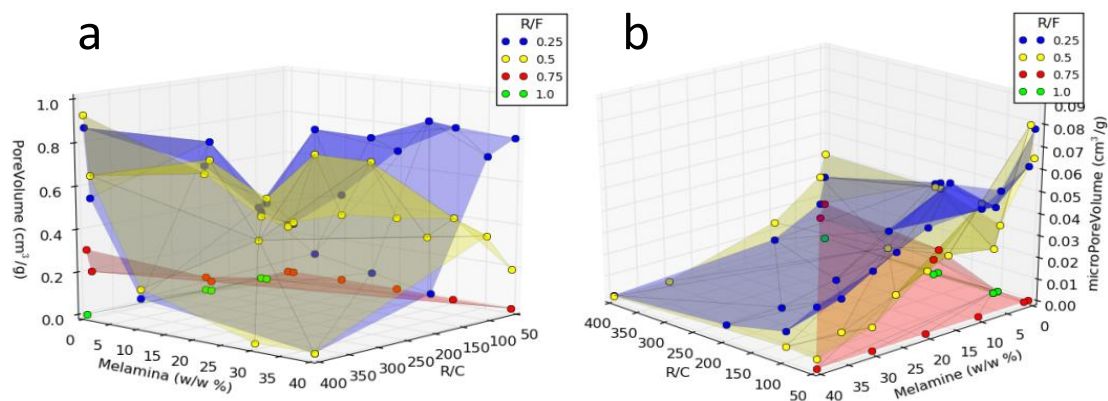 a
R/F
0.25
0.5
0.75
1.0
1.0
0.8
0.6
0.4
0.2
0.0
PoreVolume (cm³/g)
0 5 10 15 20 25 30 35 40
Melamina (w/w %)
400 350 300 250 200 150 100 50
R/C
b
R/F
0.25
0.5
0.75
1.0
0.09
0.08
0.07
0.06
0.05
0.04
0.03
0.02
0.01
0.00
microPoreVolume (cm³/g)
400 350 300 250 200 150 100 50
R/C
40 35 30 25 20 15 10 5 0
Melamine (w/w %)